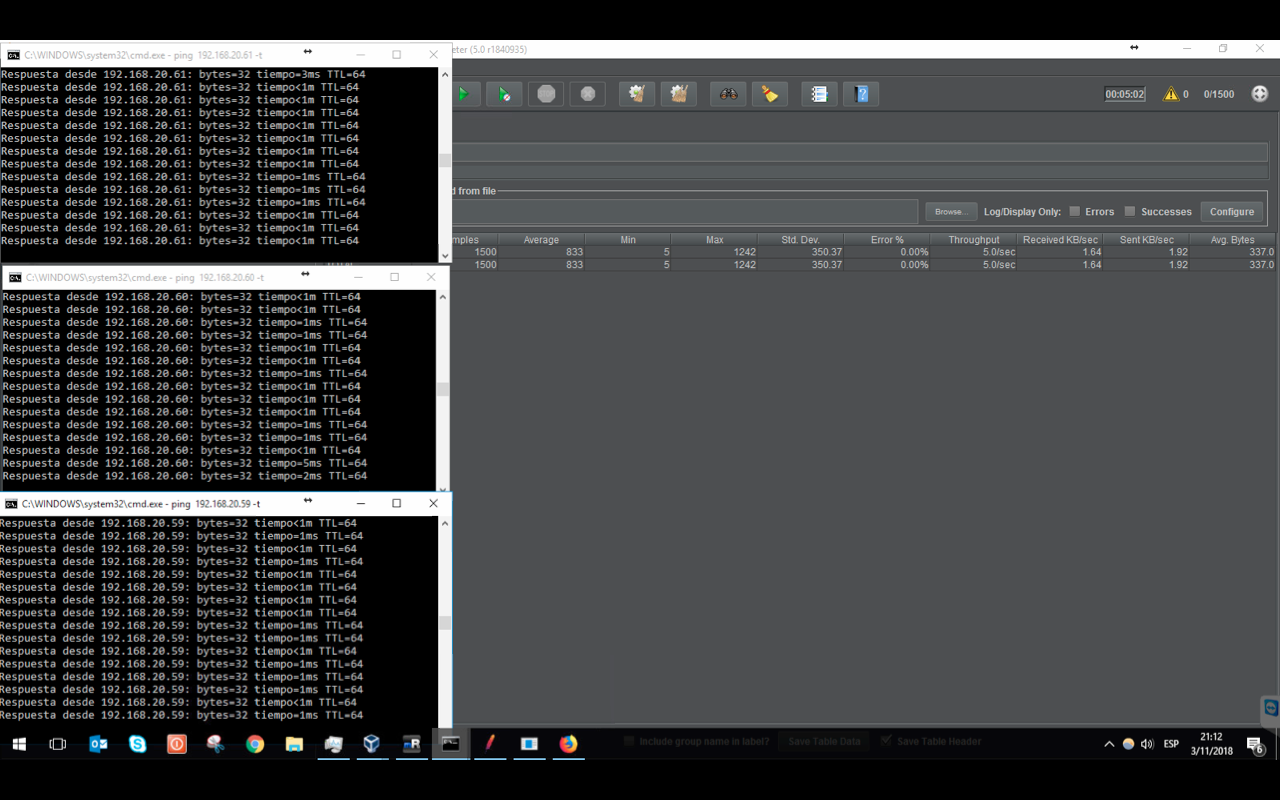 C:\WINDOWS\system32\cmd.exe - ping 192.168.20.61 -t
Respuesta desde 192.168.20.61: bytes=32 tiempo=3ms TTL=64
Respuesta desde 192.168.20.61: bytes=32 tiempo<1m TTL=64
Respuesta desde 192.168.20.61: bytes=32 tiempo<1m TTL=64
Respuesta desde 192.168.20.61: bytes=32 tiempo<1m TTL=64
Respuesta desde 192.168.20.61: bytes=32 tiempo<1m TTL=64
Respuesta desde 192.168.20.61: bytes=32 tiempo<1m TTL=64
Respuesta desde 192.168.20.61: bytes=32 tiempo<1m TTL=64
Respuesta desde 192.168.20.61: bytes=32 tiempo<1m TTL=64
Respuesta desde 192.168.20.61: bytes=32 tiempo=1ms TTL=64
Respuesta desde 192.168.20.61: bytes=32 tiempo=1ms TTL=64
Respuesta desde 192.168.20.61: bytes=32 tiempo=1ms TTL=64
Respuesta desde 192.168.20.61: bytes=32 tiempo<1m TTL=64
Respuesta desde 192.168.20.61: bytes=32 tiempo<1m TTL=64
Respuesta desde 192.168.20.61: bytes=32 tiempo<1m TTL=64
C:\WINDOWS\system32\cmd.exe - ping 192.168.20.60 -t
Respuesta desde 192.168.20.60: bytes=32 tiempo<1m TTL=64
Respuesta desde 192.168.20.60: bytes=32 tiempo<1m TTL=64
Respuesta desde 192.168.20.60: bytes=32 tiempo=1ms TTL=64
Respuesta desde 192.168.20.60: bytes=32 tiempo=1ms TTL=64
Respuesta desde 192.168.20.60: bytes=32 tiempo<1m TTL=64
Respuesta desde 192.168.20.60: bytes=32 tiempo<1m TTL=64
Respuesta desde 192.168.20.60: bytes=32 tiempo=1ms TTL=64
Respuesta desde 192.168.20.60: bytes=32 tiempo<1m TTL=64
Respuesta desde 192.168.20.60: bytes=32 tiempo<1m TTL=64
Respuesta desde 192.168.20.60: bytes=32 tiempo<1m TTL=64
Respuesta desde 192.168.20.60: bytes=32 tiempo=1ms TTL=64
Respuesta desde 192.168.20.60: bytes=32 tiempo=1ms TTL=64
Respuesta desde 192.168.20.60: bytes=32 tiempo<1m TTL=64
Respuesta desde 192.168.20.60: bytes=32 tiempo=5ms TTL=64
Respuesta desde 192.168.20.60: bytes=32 tiempo=2ms TTL=64
C:\WINDOWS\system32\cmd.exe - ping 192.168.20.59 -t
Respuesta desde 192.168.20.59: bytes=32 tiempo<1m TTL=64
Respuesta desde 192.168.20.59: bytes=32 tiempo=1ms TTL=64
Respuesta desde 192.168.20.59: bytes=32 tiempo<1m TTL=64
Respuesta desde 192.168.20.59: bytes=32 tiempo=1ms TTL=64
Respuesta desde 192.168.20.59: bytes=32 tiempo<1m TTL=64
Respuesta desde 192.168.20.59: bytes=32 tiempo<1m TTL=64
Respuesta desde 192.168.20.59: bytes=32 tiempo<1m TTL=64
Respuesta desde 192.168.20.59: bytes=32 tiempo<1m TTL=64
Respuesta desde 192.168.20.59: bytes=32 tiempo=1ms TTL=64
Respuesta desde 192.168.20.59: bytes=32 tiempo=1ms TTL=64
Respuesta desde 192.168.20.59: bytes=32 tiempo<1m TTL=64
Respuesta desde 192.168.20.59: bytes=32 tiempo=1ms TTL=64
Respuesta desde 192.168.20.59: bytes=32 tiempo=1ms TTL=64
Respuesta desde 192.168.20.59: bytes=32 tiempo=1ms TTL=64
Respuesta desde 192.168.20.59: bytes=32 tiempo<1m TTL=64
Respuesta desde 192.168.20.59: bytes=32 tiempo=1ms TTL=64
eter (5.0 r1840935)
00:05:02 0 0/1500
d from file
Browse... Log/Display Only: Errors Successes Configure
mples Average Min Max Std. Dev. Error % Throughput Received KB/sec Sent KB/sec Avg. Bytes
1500 833 5 1242 350.37 0.00% 5.0/sec 1.64 1.92 337.0
1500 833 5 1242 350.37 0.00% 5.0/sec 1.64 1.92 337.0
Include group name in label? Save Table Data Save Table Header
ESP 21:12
3/11/2018
6